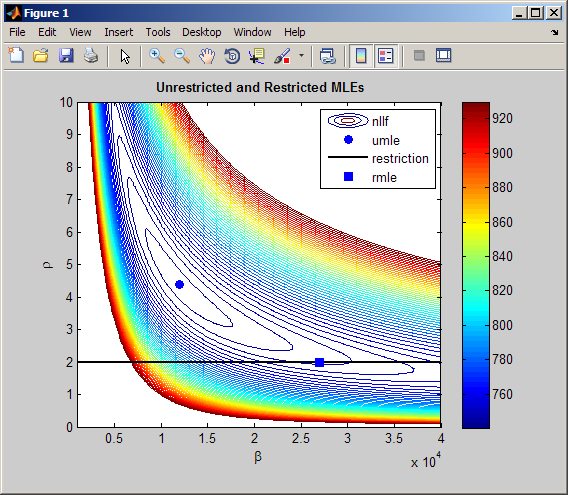 Figure 1
File Edit View Insert Tools Desktop Window Help
Unrestricted and Restricted MLEs
nllf
umle
restriction
rmle
10
9
8
7
6
5
4
3
2
1
0
ρ
0.5 1 1.5 2 2.5 3 3.5 4
x 10^4
β
920
900
880
860
840
820
800
780
760